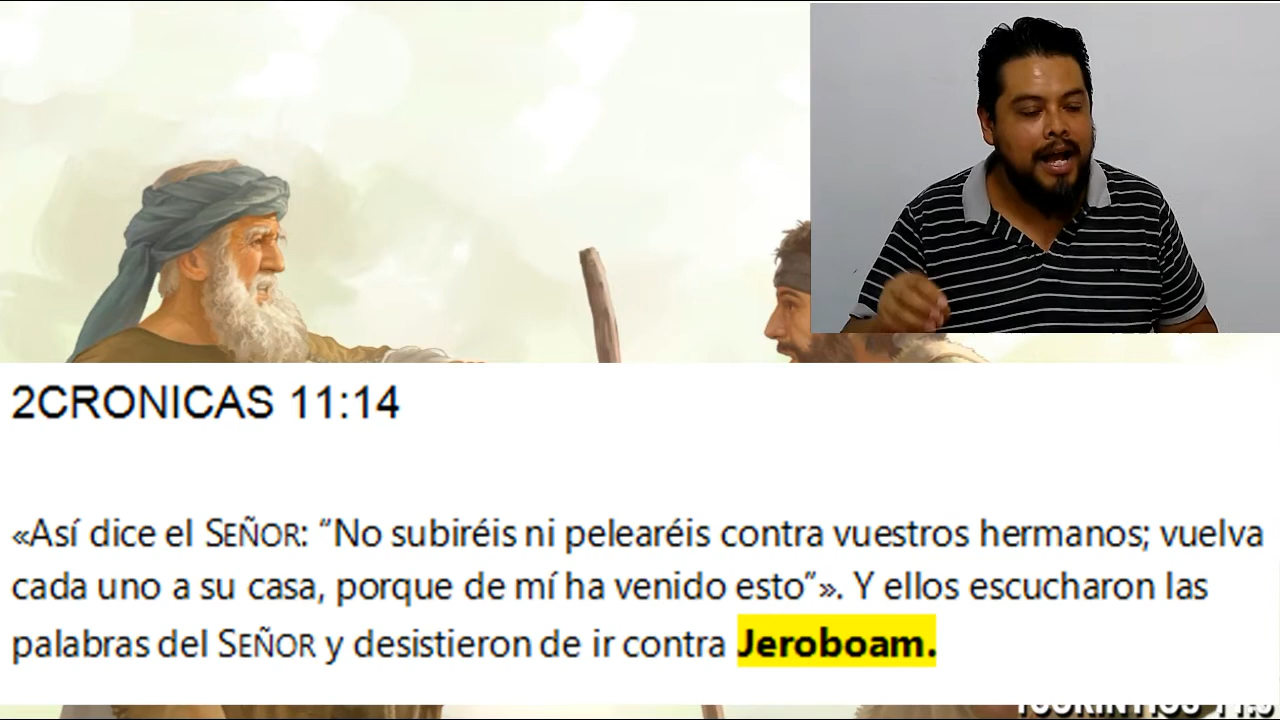 2CRONICAS 11:14
«Así dice el SEÑOR: “No subiréis ni pelearéis contra vuestros hermanos; vuelva
cada uno a su casa, porque de mí ha venido esto”». Y ellos escucharon las
palabras del SEÑOR y desistieron de ir contra Jeroboam.